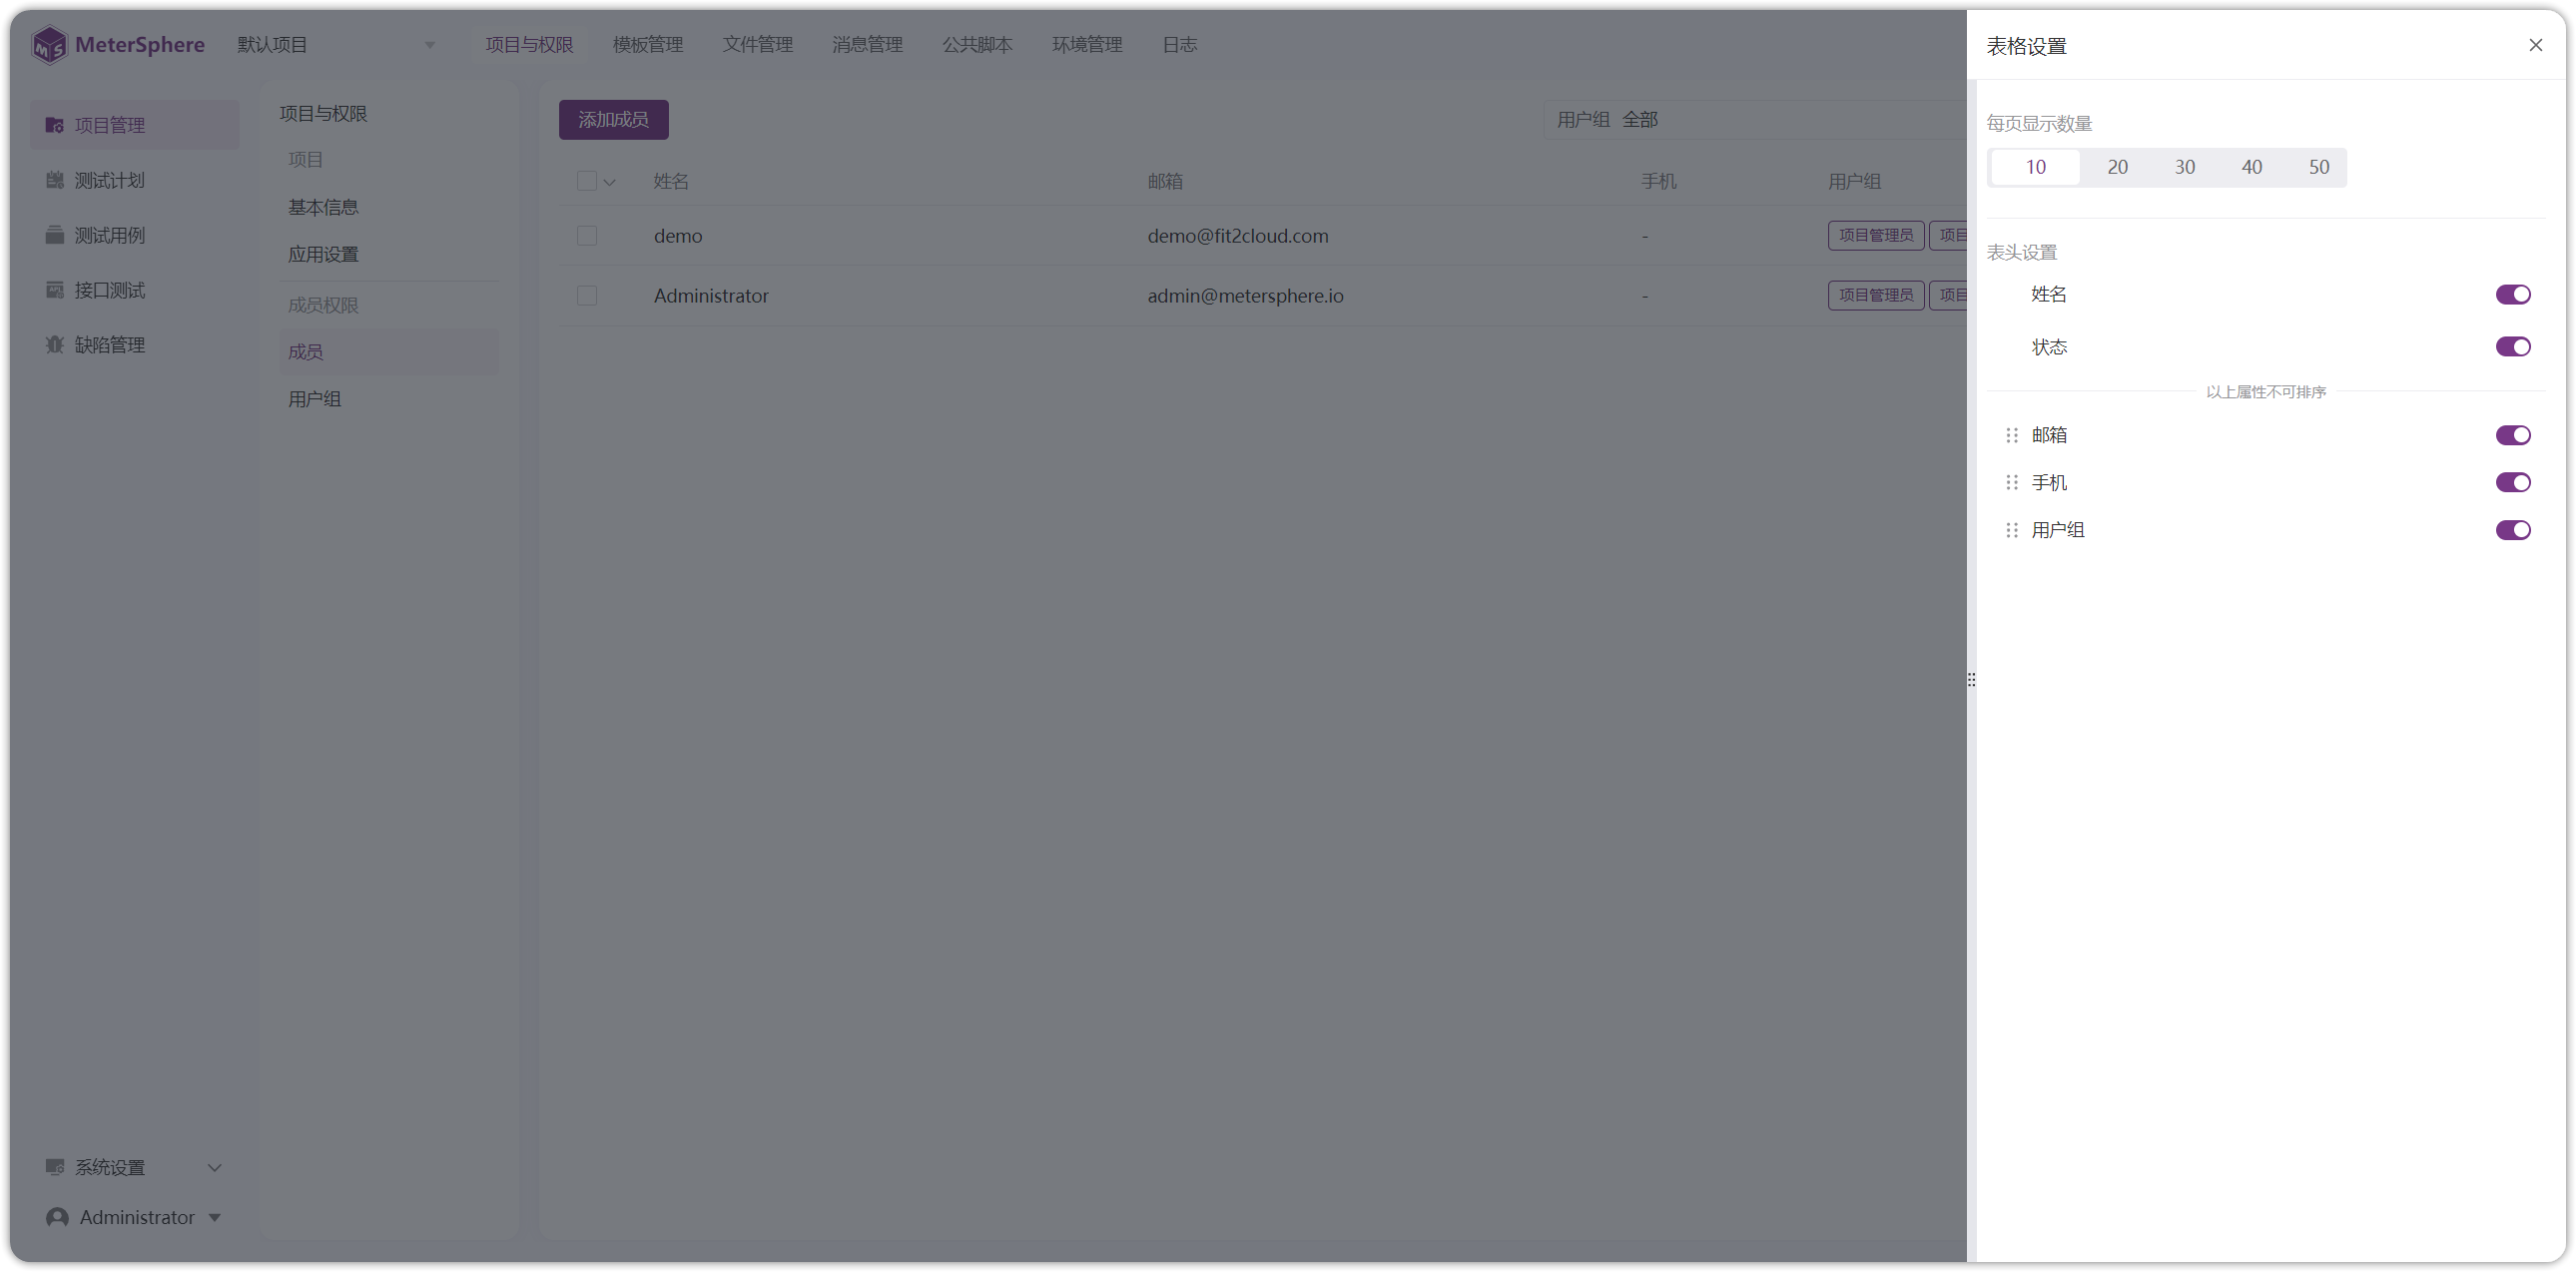 MeterSphere 默认项目 项目与权限 模板管理 文件管理 消息管理 公共脚本 环境管理 日志
项目管理
测试计划
测试用例
接口测试
缺陷管理
系统设置
Administrator
项目与权限
项目
基本信息
应用设置
成员权限
成员
用户组
添加成员 用户组 全部
姓名 邮箱 手机 用户组
demo demo@fit2cloud.com - 项目管理员 项目
Administrator admin@metersphere.io - 项目管理员 项目
表格设置
每页显示数量
10 20 30 40 50
表头设置
姓名
状态
以上属性不可排序
邮箱
手机
用户组